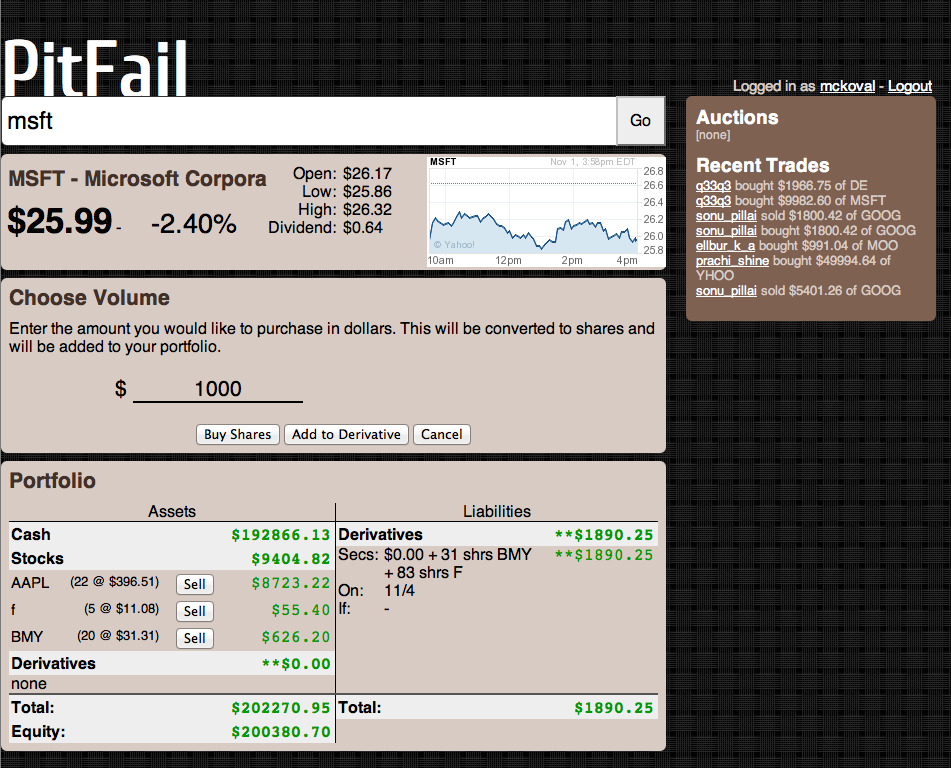 PitFail
Logged in as mckoval - Logout
msft
Go
MSFT - Microsoft Corpora
$25.99 - -2.40%
Open: $26.17
Low: $25.86
High: $26.32
Dividend: $0.64
MSFT Nov 1, 3:58pm EDT
26.8
26.6
26.4
26.2
26.0
25.8
© Yahoo!
10am 12pm 2pm 4pm
Auctions
[none]
Recent Trades
q33q3 bought $1966.75 of DE
q33q3 bought $9982.60 of MSFT
sonu_pillai sold $1800.42 of GOOG
sonu_pillai bought $1800.42 of GOOG
ellbur_k_a bought $991.04 of MOO
prachi_shine bought $49994.64 of
YHOO
sonu_pillai sold $5401.26 of GOOG
Choose Volume
Enter the amount you would like to purchase in dollars. This will be converted to shares and
will be added to your portfolio.
$ 1000
Buy Shares Add to Derivative Cancel
Portfolio
Assets
Cash $192866.13
Stocks $9404.82
AAPL (22 @ $396.51) Sell $8723.22
f (5 @ $11.08) Sell $55.40
BMY (20 @ $31.31) Sell $626.20
Derivatives **$0.00
none
Total: $202270.95
Equity: $200380.70
Liabilities
Derivatives **$1890.25
Secs: $0.00 + 31 shrs BMY **$1890.25
+ 83 shrs F
On: 11/4
If: -
Total: $1890.25